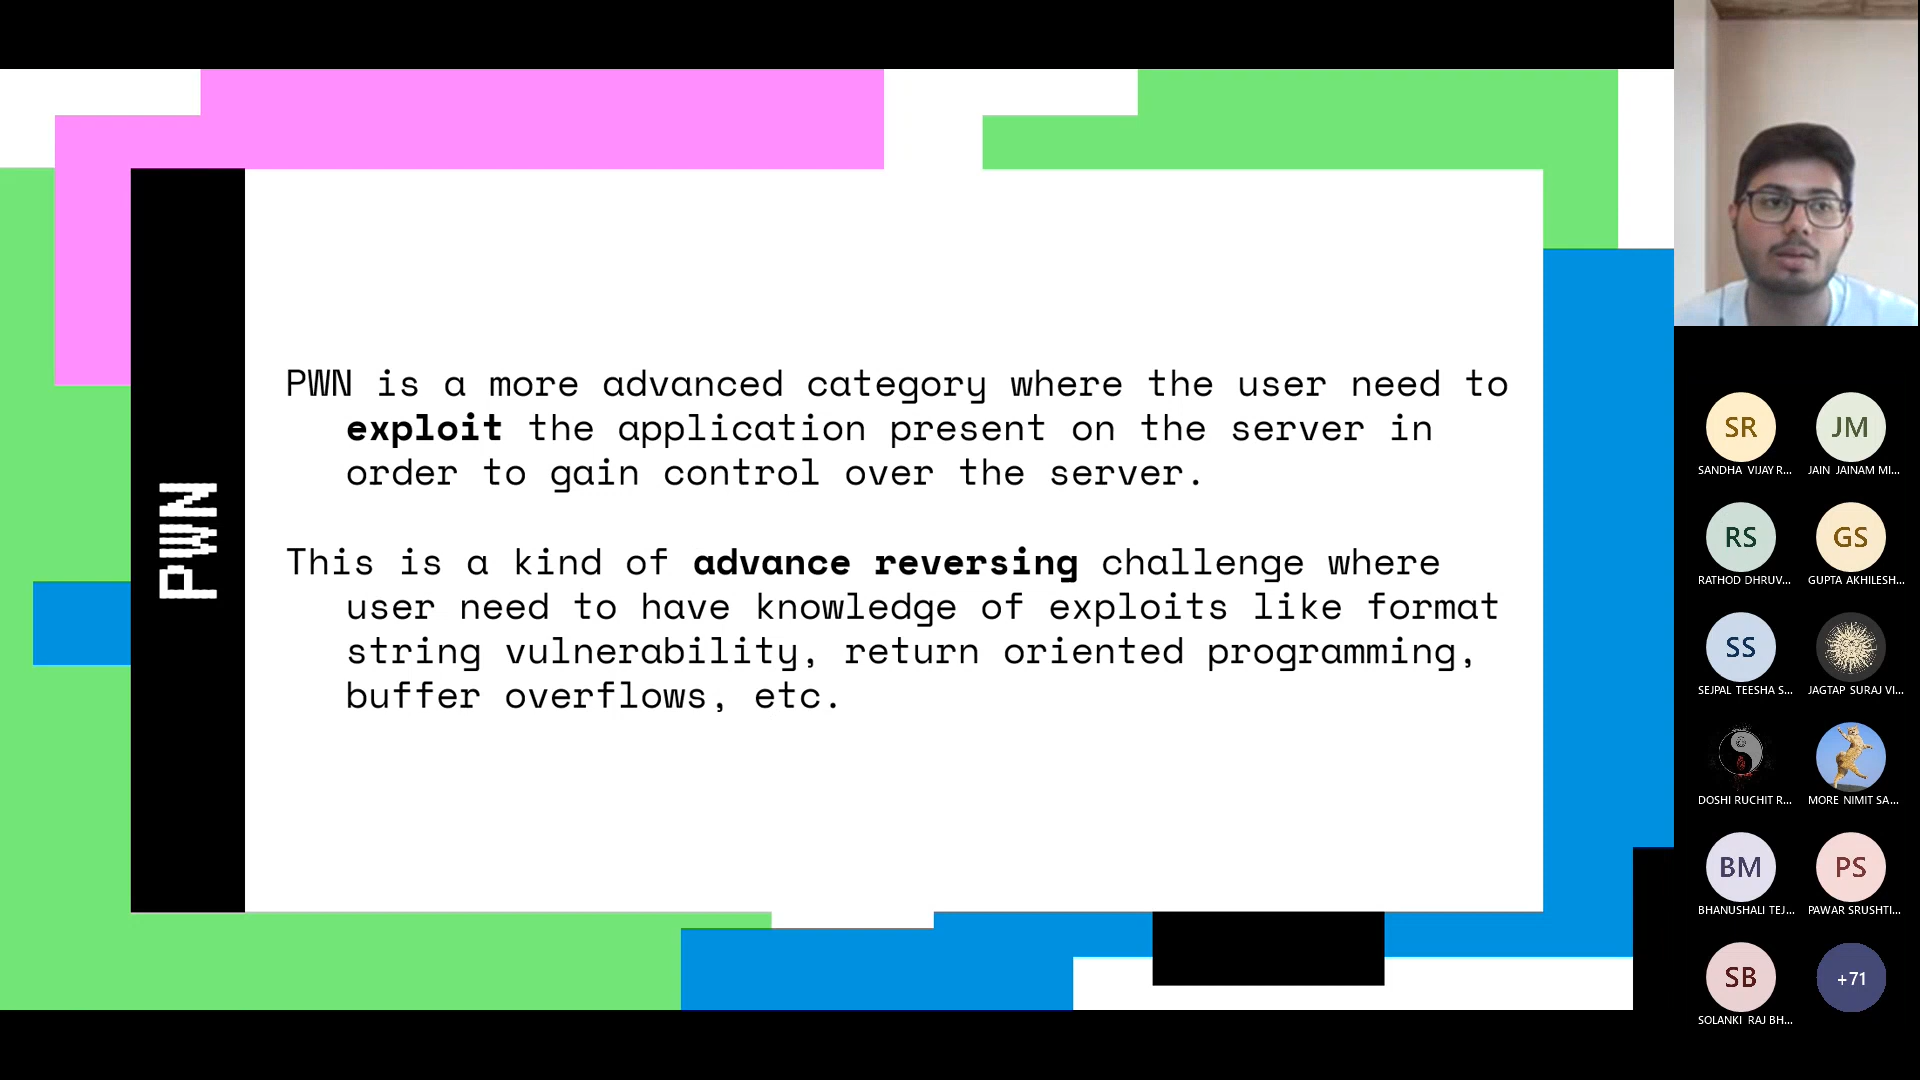 PWN
PWN is a more advanced category where the user need to
exploit the application present on the server in
order to gain control over the server.
This is a kind of advance reversing challenge where
user need to have knowledge of exploits like format
string vulnerability, return oriented programming,
buffer overflows, etc.
SR
JM
SANDHA VIJAY R...
JAIN JAINAM MI...
RS
GS
RATHOD DHRUV...
GUPTA AKHILESH...
SS
SEJPAL TEESHA S...
JAGTAP SURAJ VI...
DOSHI RUCHIT R...
MORE NIMIT SA...
BM
PS
BHANUSHALI TEJ...
PAWAR SRUSHTI...
SB
+71
SOLANKI RAJ BH...